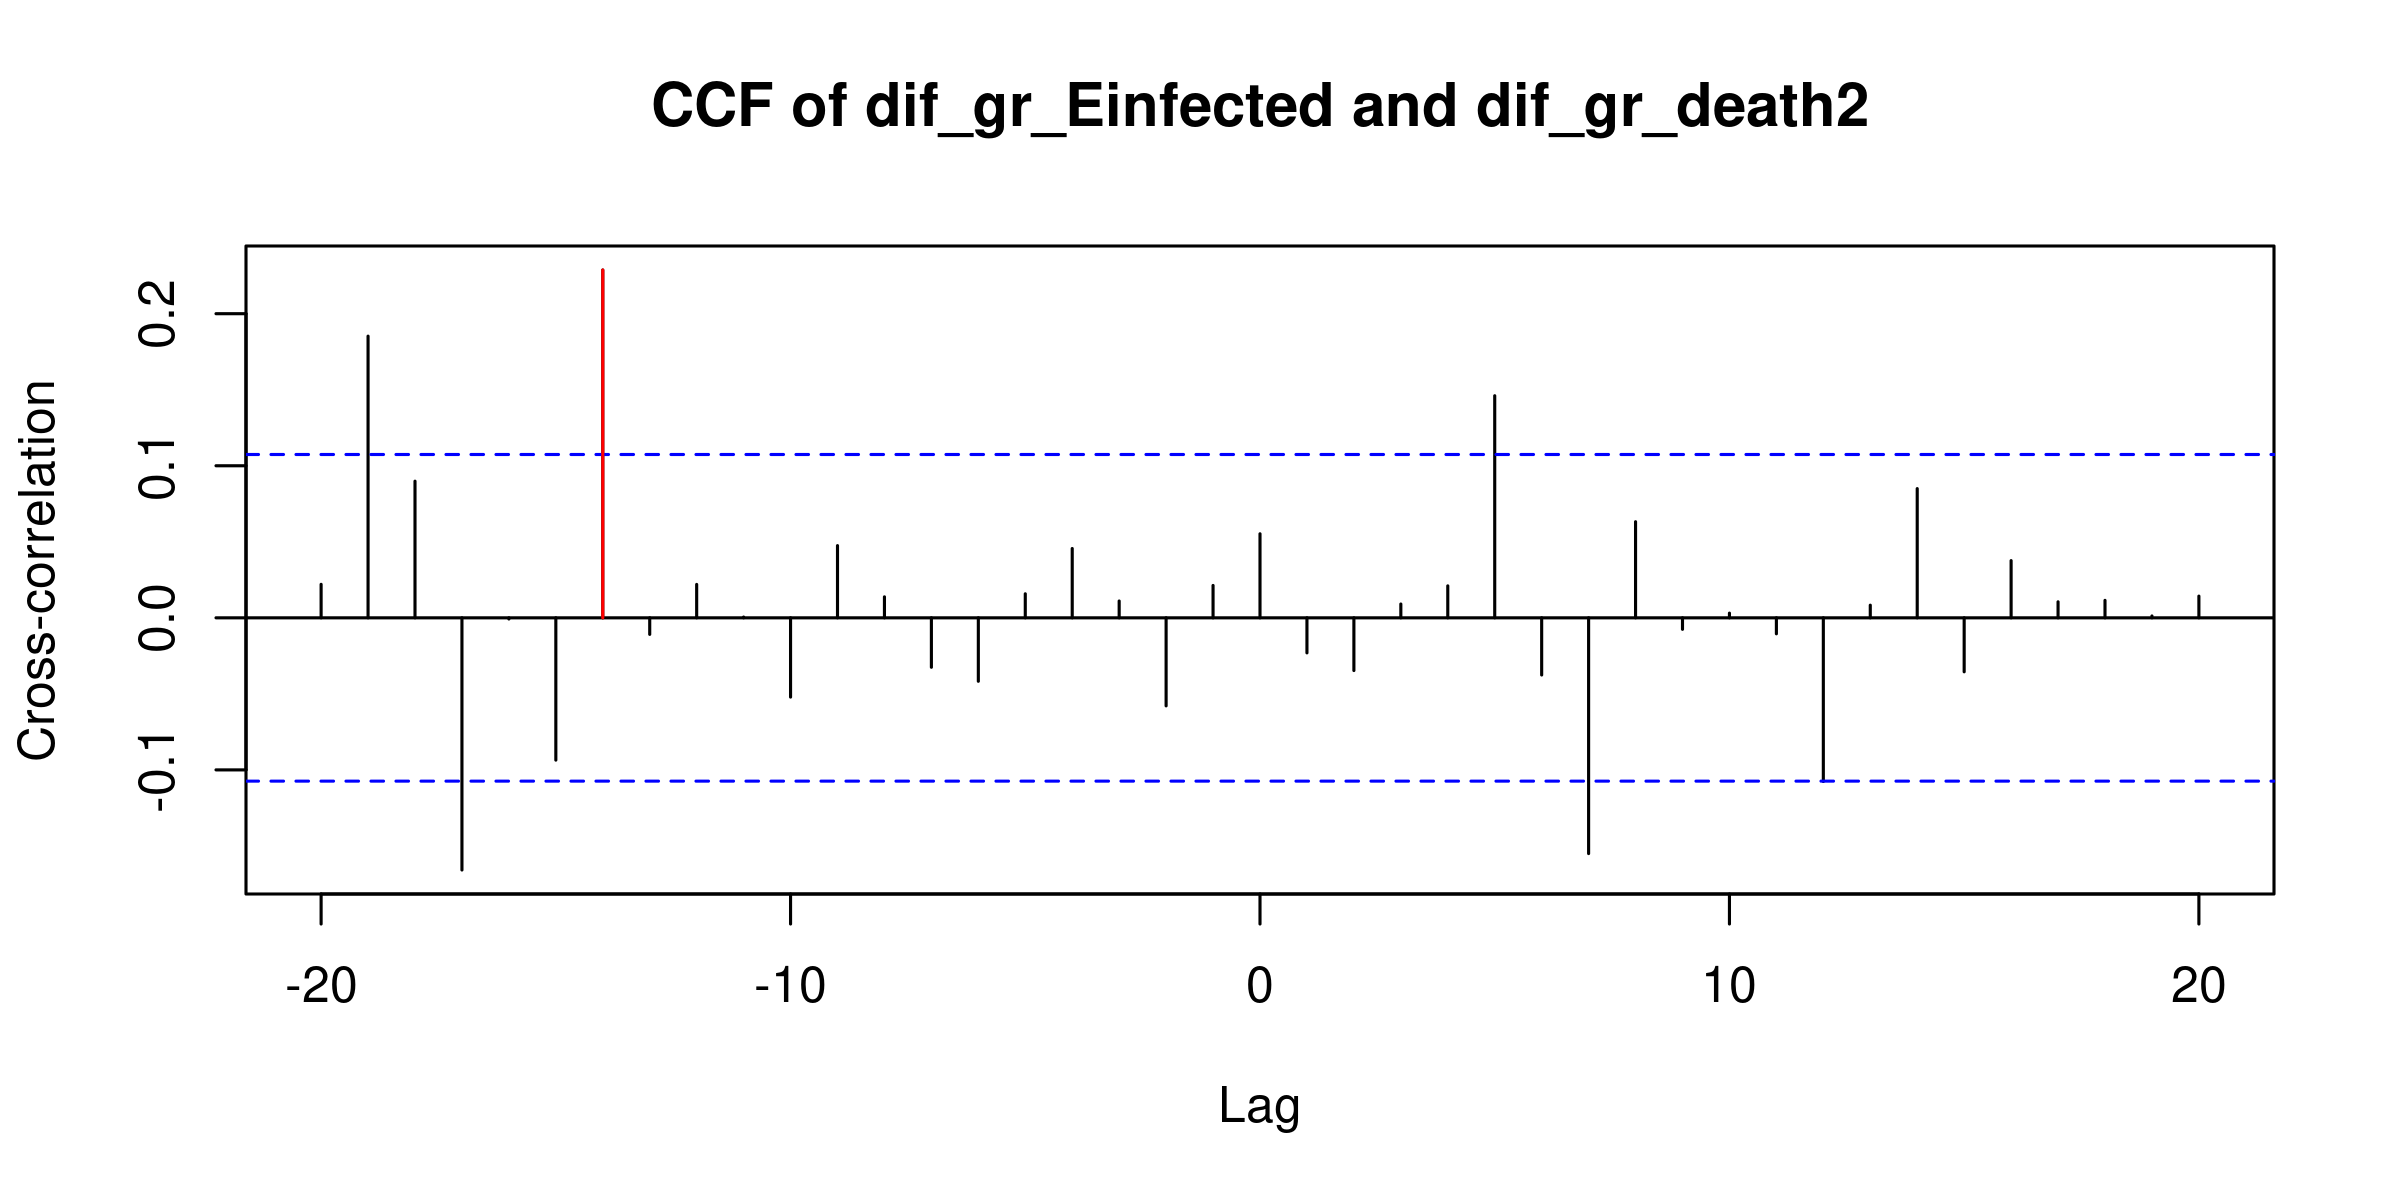 CCF of dif_gr_Einfected and dif_gr_death2
Cross-correlation
0.2
0.1
0.0
-0.1
-20 -10 0 10 20
Lag